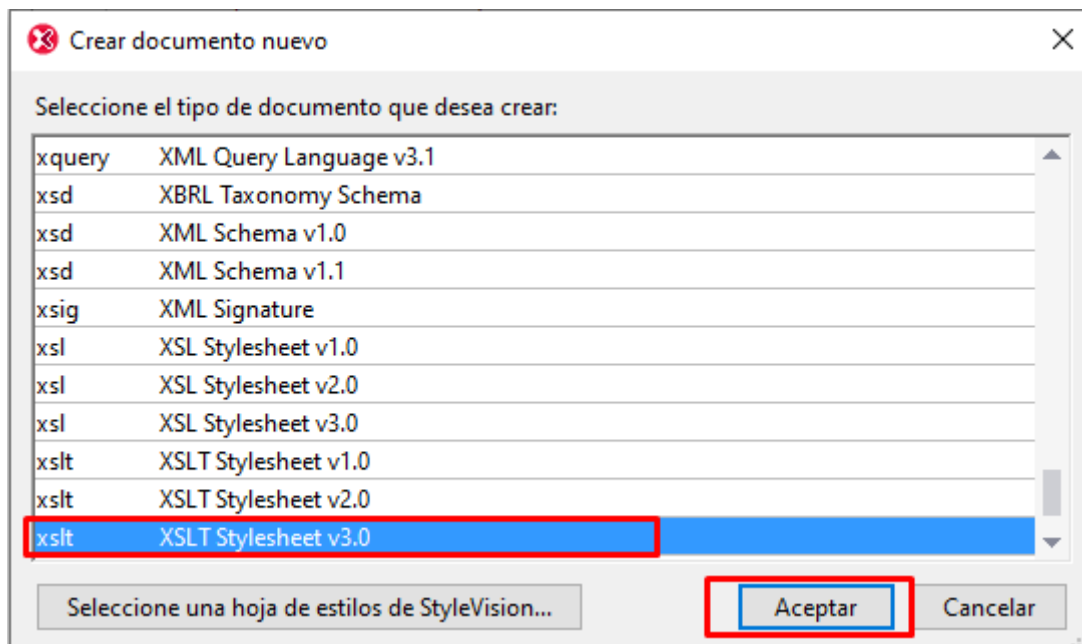 Crear documento nuevo
Seleccione el tipo de documento que desea crear:
xquery XML Query Language v3.1
xsd XBRL Taxonomy Schema
xsd XML Schema v1.0
xsd XML Schema v1.1
xsig XML Signature
xsl XSL Stylesheet v1.0
xsl XSL Stylesheet v2.0
xsl XSL Stylesheet v3.0
xslt XSLT Stylesheet v1.0
xslt XSLT Stylesheet v2.0
xslt XSLT Stylesheet v3.0
Seleccione una hoja de estilos de StyleVision... Aceptar Cancelar